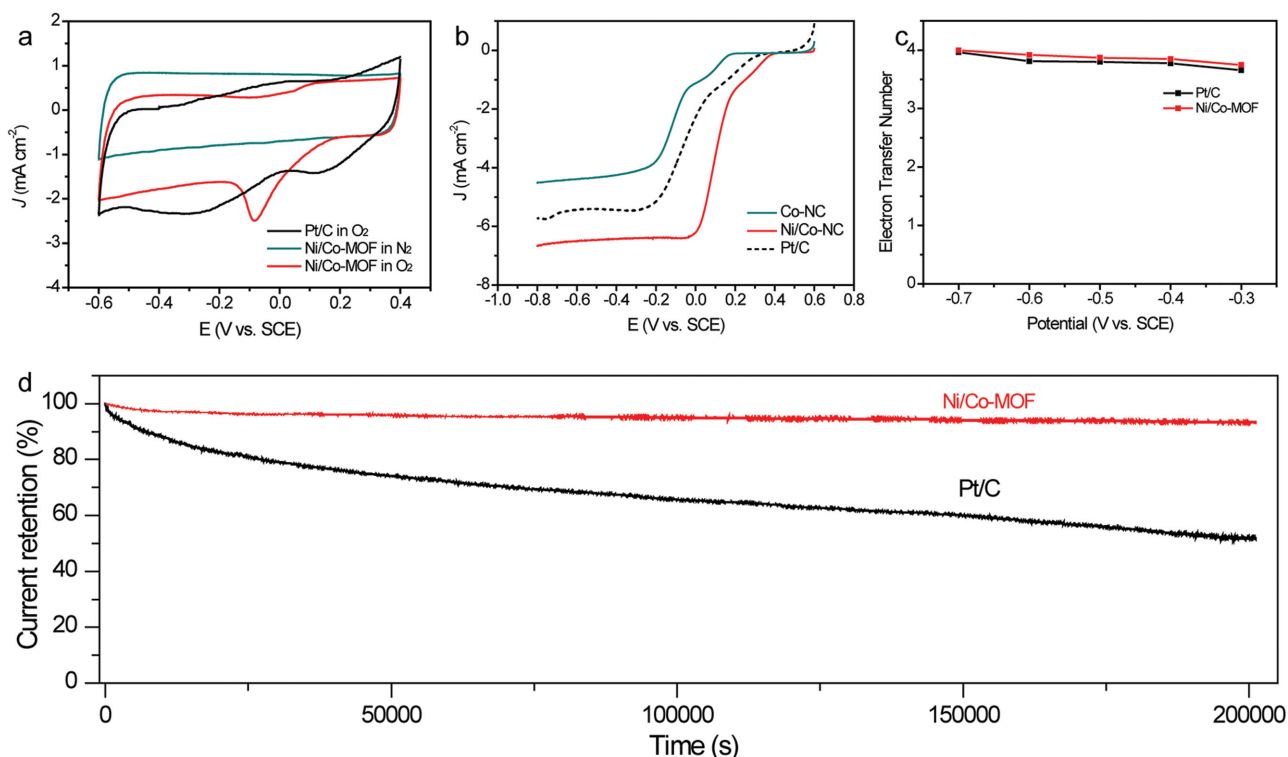 a
2
1
0
-1
-2
-3
-4
J (mA cm⁻²)
Pt/C in O₂
Ni/Co-MOF in N₂
Ni/Co-MOF in O₂
-0.6 -0.4 -0.2 0.0 0.2 0.4
E (V vs. SCE)
b
0
-2
-4
-6
-8
J (mA cm⁻²)
Co-NC
Ni/Co-NC
Pt/C
-1.0 -0.8 -0.6 -0.4 -0.2 0.0 0.2 0.4 0.6 0.8
E (V vs. SCE)
c
4
3
2
1
0
Electron Transfer Number
Pt/C
Ni/Co-MOF
-0.7 -0.6 -0.5 -0.4 -0.3
Potential (V vs. SCE)
d
100
80
60
40
20
0
Current retention (%)
Ni/Co-MOF
Pt/C
0 50000 100000 150000 200000
Time (s)